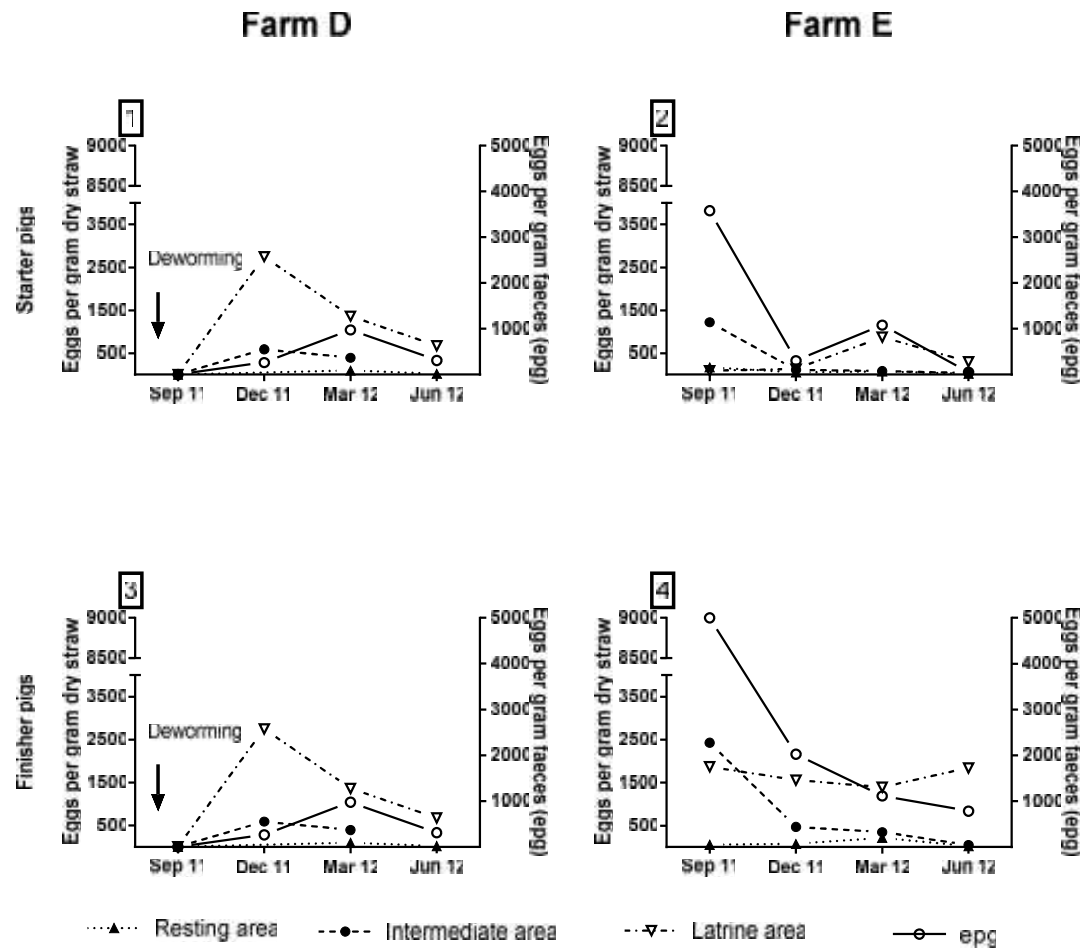 Farm D
Farm E
1
2
9000
8500
3500
2500
1500
500
Eggs per gram dry straw
5000
4000
3000
2000
1000
Eggs per gram faeces (epg)
Starter pigs
Deworming
Sep 11
Dec 11
Mar 12
Jun 12
9000
8500
3500
2500
1500
500
Eggs per gram dry straw
5000
4000
3000
2000
1000
Eggs per gram faeces (epg)
Sep 11
Dec 11
Mar 12
Jun 12
3
4
9000
8500
3500
2500
1500
500
Eggs per gram dry straw
5000
4000
3000
2000
1000
Eggs per gram faeces (epg)
Finisher pigs
Deworming
Sep 11
Dec 11
Mar 12
Jun 12
9000
8500
3500
2500
1500
500
Eggs per gram dry straw
5000
4000
3000
2000
1000
Eggs per gram faeces (epg)
Sep 11
Dec 11
Mar 12
Jun 12
Resting area
Intermediate area
Latrine area
epg